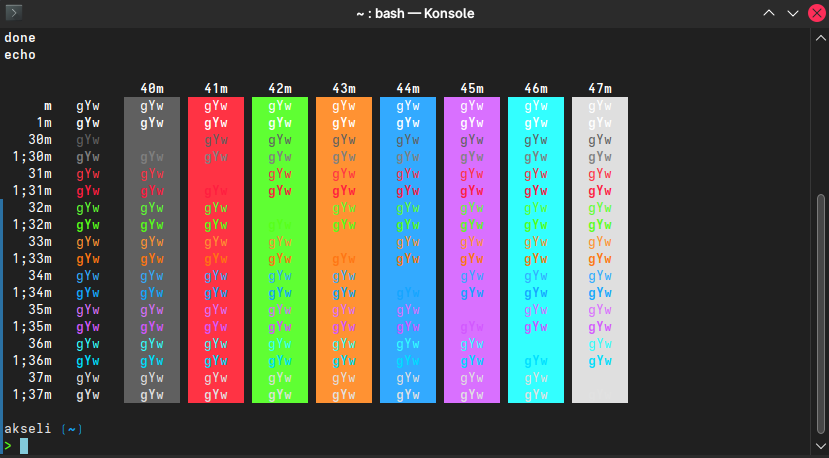 ~ : bash — Konsole
done
echo
40m 41m 42m 43m 44m 45m 46m 47m
m gYw gYw gYw gYw gYw gYw gYw gYw gYw
1m gYw gYw gYw gYw gYw gYw gYw gYw gYw
30m gYw gYw gYw gYw gYw gYw gYw gYw
1;30m gYw gYw gYw gYw gYw gYw gYw gYw gYw
31m gYw gYw gYw gYw gYw gYw gYw gYw
1;31m gYw gYw gYw gYw gYw gYw gYw gYw gYw
32m gYw gYw gYw gYw gYw gYw gYw gYw
1;32m gYw gYw gYw gYw gYw gYw gYw gYw
33m gYw gYw gYw gYw gYw gYw gYw gYw
1;33m gYw gYw gYw gYw gYw gYw gYw gYw gYw
34m gYw gYw gYw gYw gYw gYw gYw gYw
1;34m gYw gYw gYw gYw gYw gYw gYw gYw gYw
35m gYw gYw gYw gYw gYw gYw gYw gYw
1;35m gYw gYw gYw gYw gYw gYw gYw gYw gYw
36m gYw gYw gYw gYw gYw gYw gYw gYw
1;36m gYw gYw gYw gYw gYw gYw gYw gYw gYw
37m gYw gYw gYw gYw gYw gYw gYw gYw
1;37m gYw gYw gYw gYw gYw gYw gYw gYw
akseli [~]
>